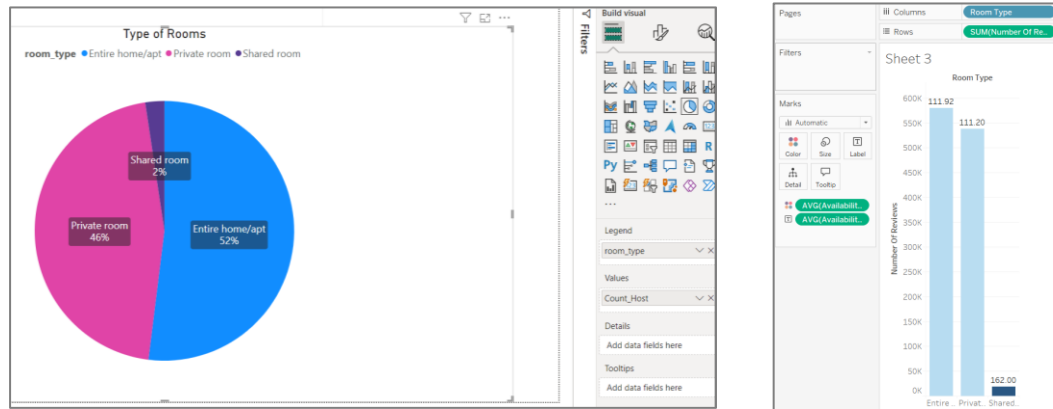 Type of Rooms
room_type Entire home/apt Private room Shared room
Shared room
2%
Private room
46%
Entire home/apt
52%
Filters
Build visual
R
Py
...
Legend
room_type
Values
Count_Host
Details
Add data fields here
Tooltips
Add data fields here
Pages
Filters
Marks
Automatic
Color
Size
Label
Detail
Tooltip
AVG(Availabilit..
AVG(Availabilit..
Columns
Room Type
Rows
SUM(Number Of Re..
Sheet 3
Room Type
Number Of Reviews
600K
550K
500K
450K
400K
350K
300K
250K
200K
150K
100K
50K
0K
111.92
111.20
162.00
Entire ..
Privat..
Shared..